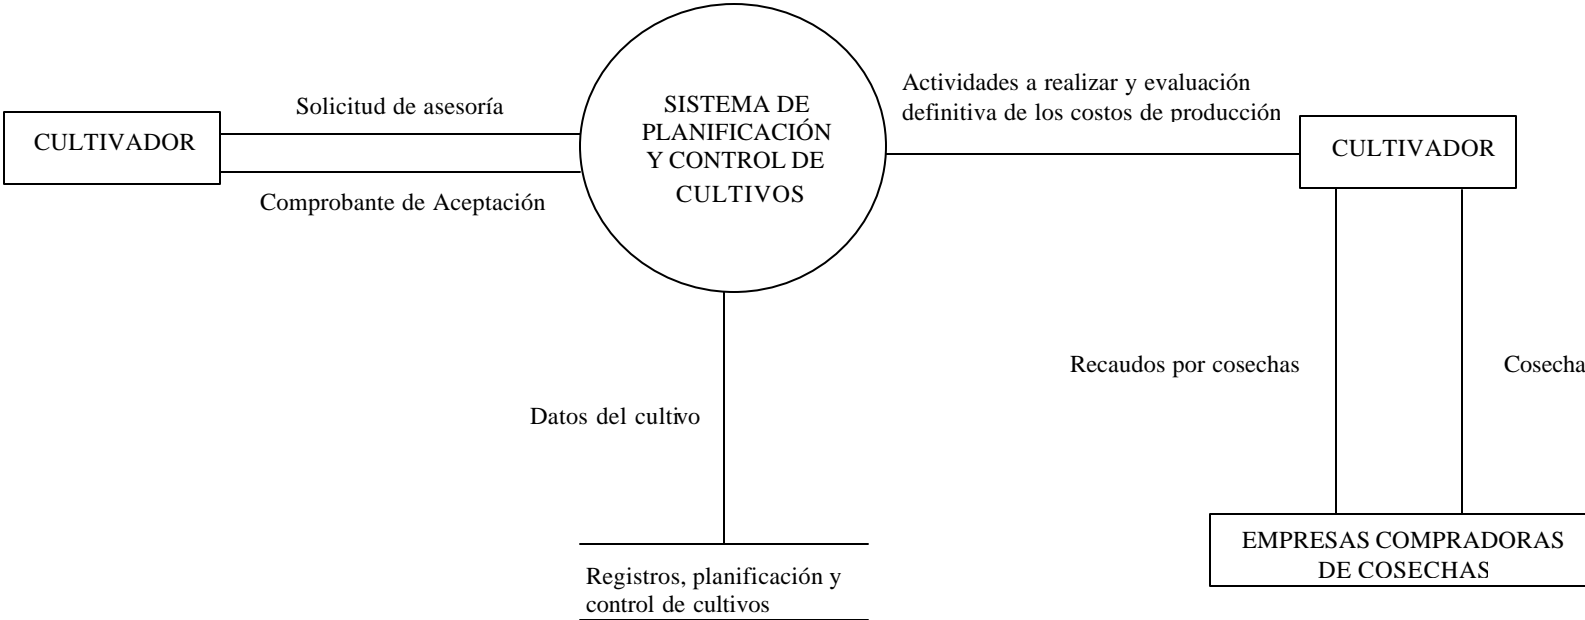 Solicitud de asesoría
CULTIVADOR
Comprobante de Aceptación
SISTEMA DE
PLANIFICACIÓN
Y CONTROL DE
CULTIVOS
Actividades a realizar y evaluación
definitiva de los costos de producción
CULTIVADOR
Recaudos por cosechas
Cosecha
Datos del cultivo
EMPRESAS COMPRADORAS
DE COSECHAS
Registros, planificación y
control de cultivos